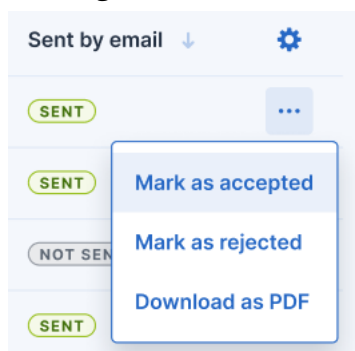 Sent by email
SENT
SENT
Mark as accepted
Mark as rejected
NOT SEN
Download as PDF
SENT